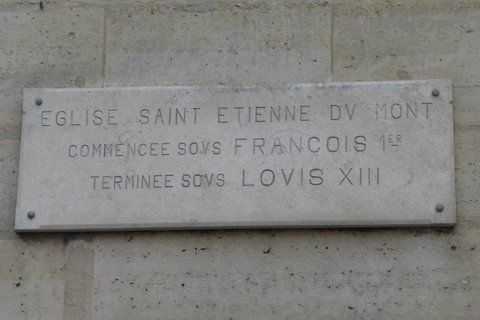 EGLISE SAINT ETIENNE DV MONT
COMMENCEE SOVS FRANCOIS 1ER
TERMINEE SOVS LOVIS XIII